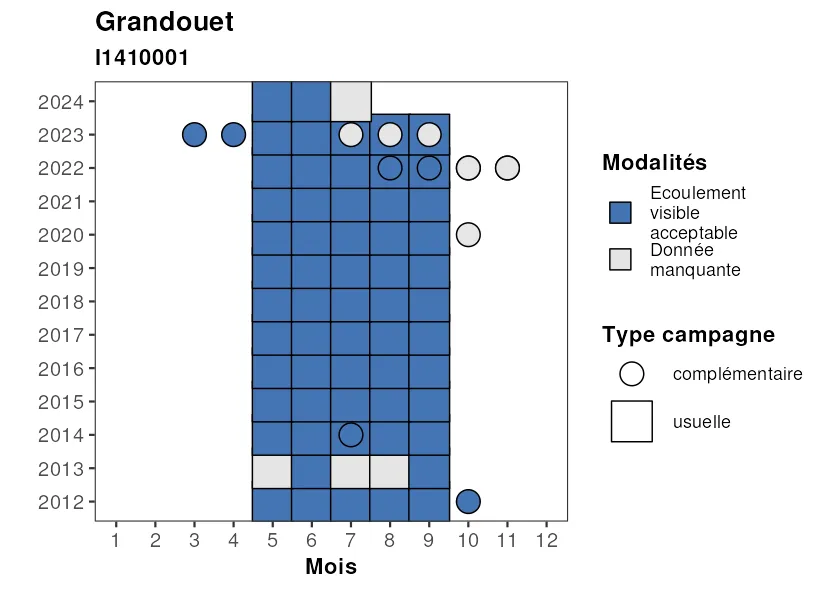 Grandouet
I1410001
2024
2023
2022
2021
2020
2019
2018
2017
2016
2015
2014
2013
2012
1 2 3 4 5 6 7 8 9 10 11 12
Mois
Modalités
Ecoulement
visible
acceptable
Donnée
manquante
Type campagne
complémentaire
usuelle